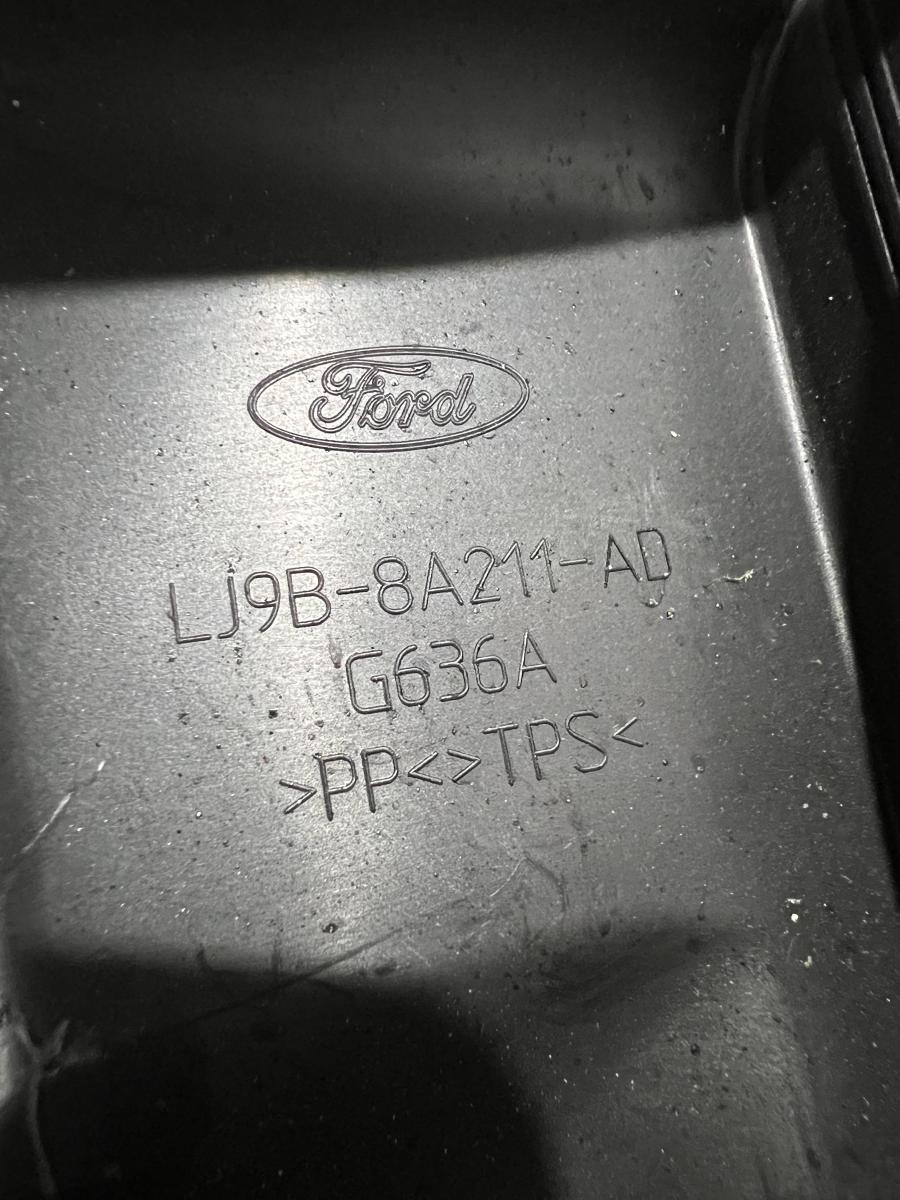 Ford
LJ9B-8A211-AD
G636A
>PP<>TPS<